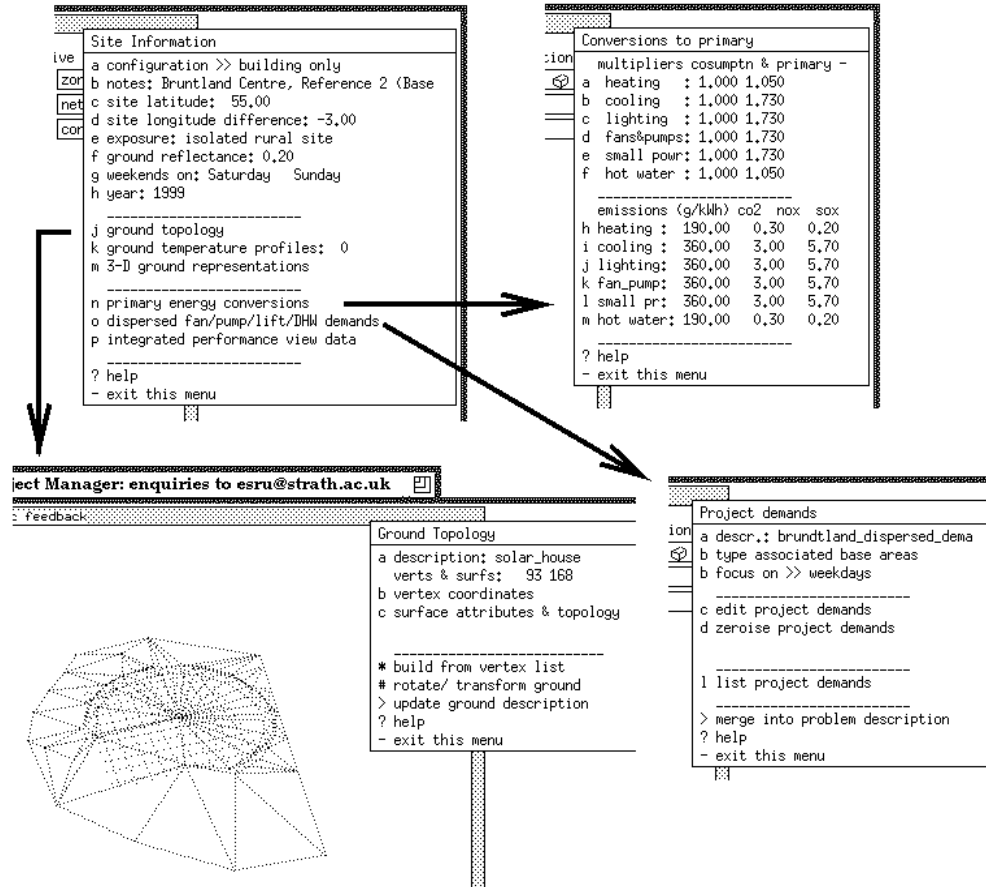 Site Information
ive
a configuration >> building only
zor
b notes: Bruntland Centre, Reference 2 (Base
net
c site latitude:  55.00
con
d site longitude difference: -3.00
e exposure: isolated rural site
f ground reflectance: 0.20
g weekends on: Saturday   Sunday
h year: 1999
j ground topology
k ground temperature profiles:  0
m 3-D ground representations
n primary energy conversions
o dispersed fan/pump/lift/DHW demands
p integrated performance view data
? help
- exit this menu
Conversions to primary
cion
multipliers cosumptn & primary -
a  heating   : 1.000 1.050
b  cooling   : 1.000 1.730
c  lighting  : 1.000 1.730
d  fans&pumps: 1.000 1.730
e  small powr: 1.000 1.730
f  hot water : 1.000 1.050
emissions (g/kWh) co2  nox   sox
h heating :  190.00   0.30   0.20
i cooling :  360.00   3.00   5.70
j lighting:  360.00   3.00   5.70
k fan_pump:  360.00   3.00   5.70
l small pr:  360.00   3.00   5.70
m hot water: 190.00   0.30   0.20
? help
- exit this menu
ject Manager: enquiries to esru@strath.ac.uk
c feedback
Ground Topology
a description: solar_house
verts & surfs:   93 168
b vertex coordinates
c surface attributes & topology
* build from vertex list
# rotate/ transform ground
> update ground description
? help
- exit this menu
Project demands
ion
a descr.: brundtland_dispersed_dema
b type associated base areas
b focus on >> weekdays
c edit project demands
d zeroise project demands
l list project demands
> merge into problem description
? help
- exit this menu